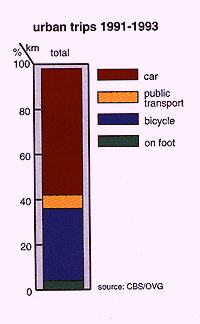 urban trips 1991-1993
% km
total
100
80
60
40
20
0
car
public
transport
bicycle
on foot
source: CBS/OVG